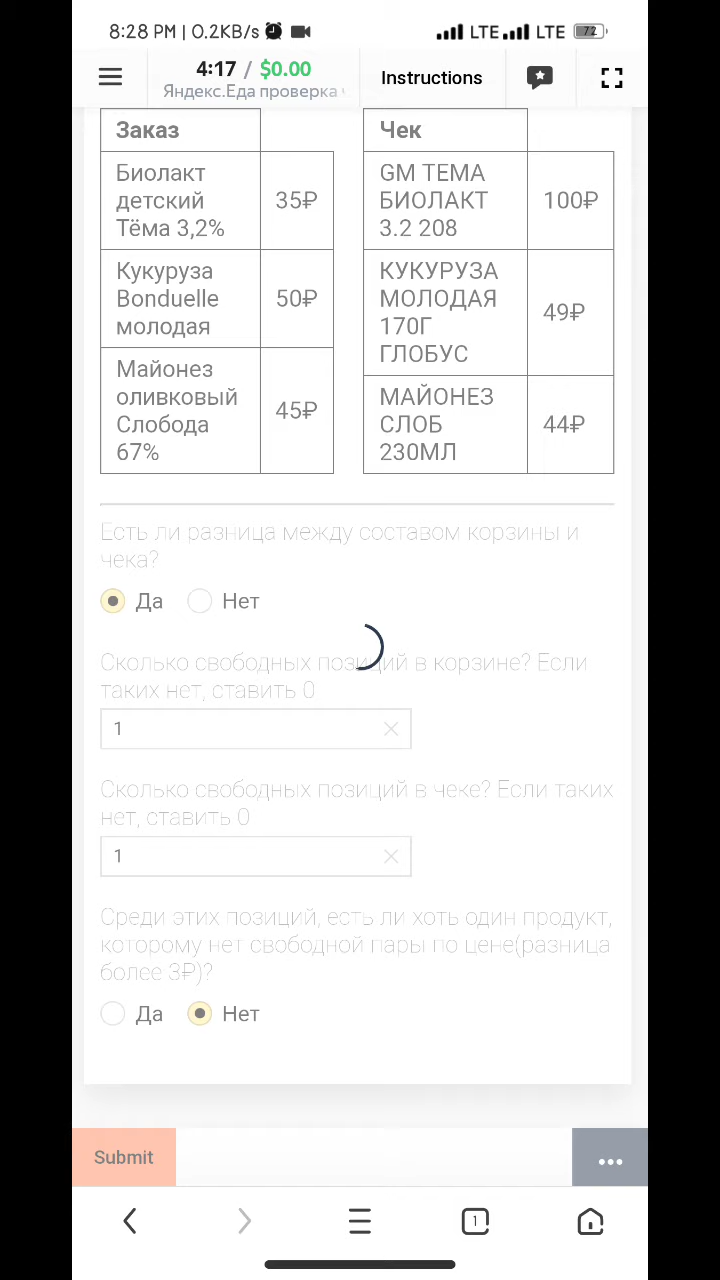 8:28 PM | 0.2KB/s
LTE LTE 72
4:17 / $0.00
Яндекс.Еда проверка
Instructions
Заказ
Биолакт
детский
Тёма 3,2%
35₽
Кукуруза
Bonduelle
молодая
50₽
Майонез
оливковый
Слобода
67%
45₽
Чек
GM ТЕМА
БИОЛАКТ
3.2 208
100₽
КУКУРУЗА
МОЛОДАЯ
170Г
ГЛОБУС
49₽
МАЙОНЕЗ
СЛОБ
230МЛ
44₽
Есть ли разница между составом корзины и
чека?
Да Нет
Сколько свободных позиций в корзине? Если
таких нет, ставить 0
1
Сколько свободных позиций в чеке? Если таких
нет, ставить 0
1
Среди этих позиций, есть ли хоть один продукт,
которому нет свободной пары по цене(разница
более 3₽)?
Да Нет
Submit
1